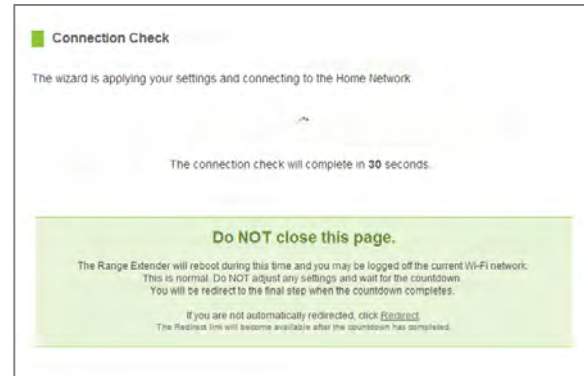 Connection Check
The wizard is applying your settings and connecting to the Home Network
The connection check will complete in 30 seconds.
Do NOT close this page.
The Range Extender will reboot during this time and you may be logged off the current Wi-Fi network.
This is normal. Do NOT adjust any settings and wait for the countdown.
You will be redirect to the final step when the countdown completes.
If you are not automatically redirected, click Redirect.
The Redirect link will become available after the countdown has completed.